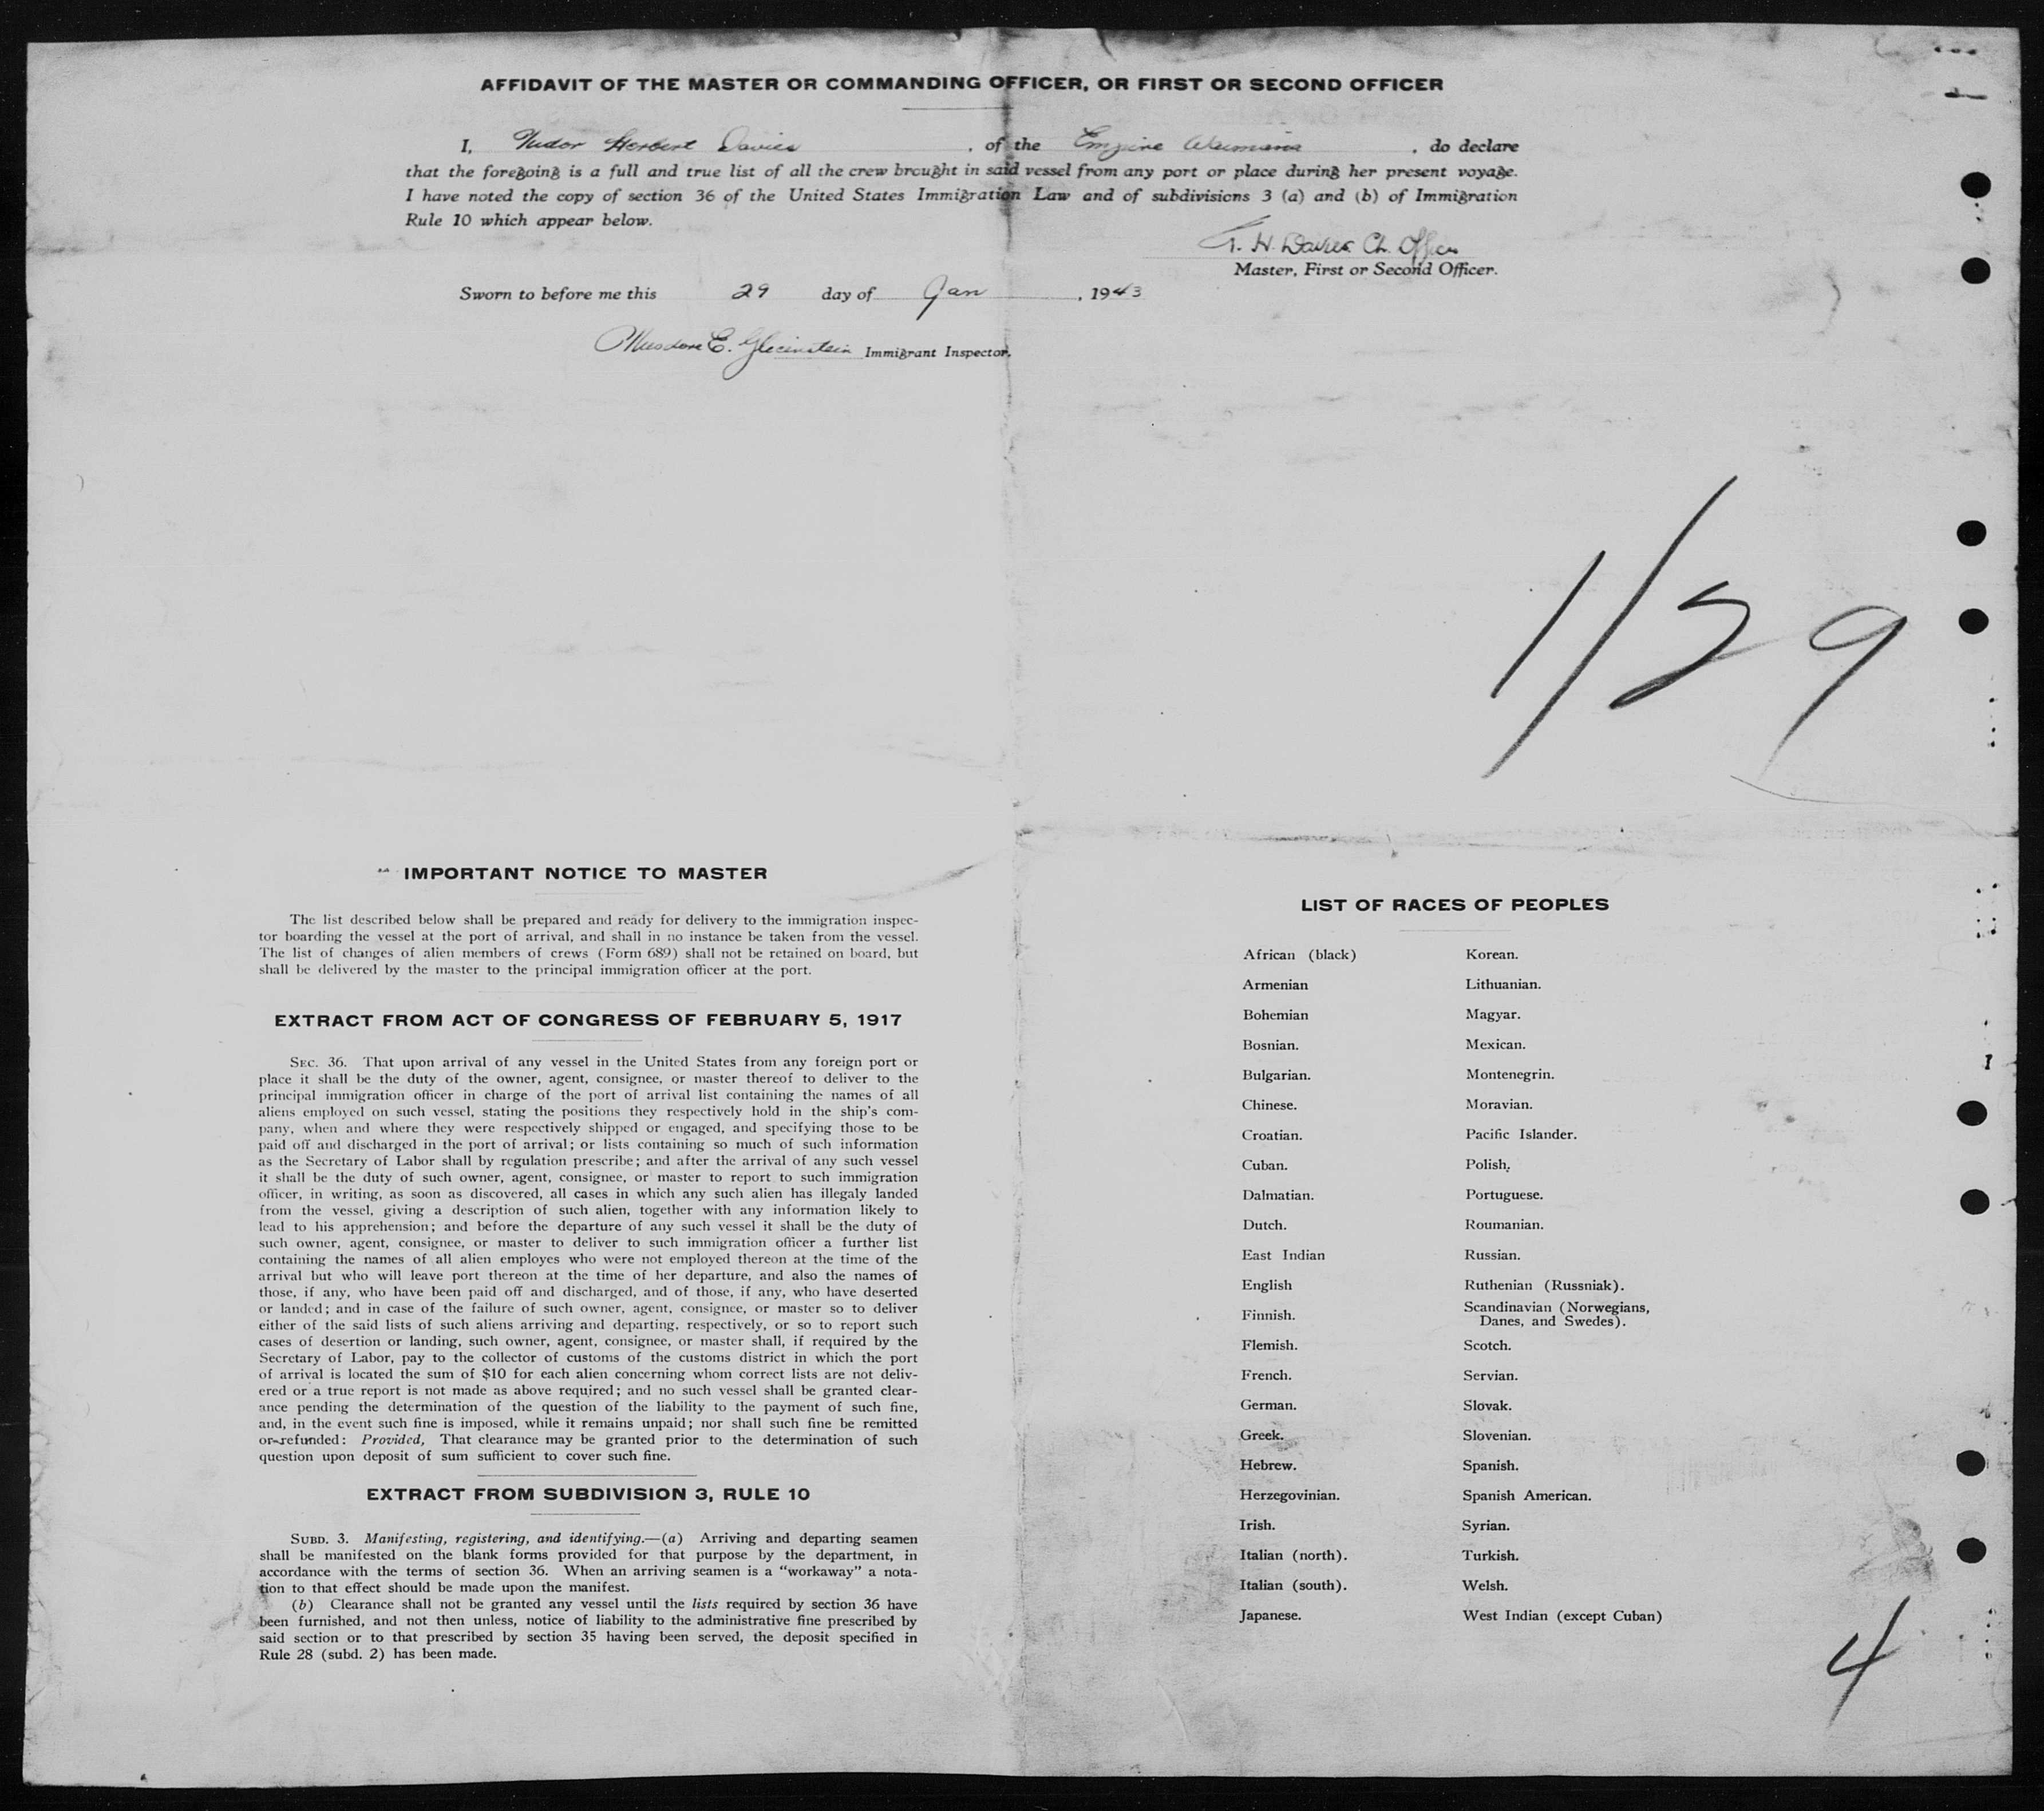 AFFIDAVIT OF THE MASTER OR COMMANDING OFFICER, OR FIRST OR SECOND OFFICER
I, Tudor Herbert Davies, of the Empire Waimana, do declare
that the foregoing is a full and true list of all the crew brought in said vessel from any port or place during her present voyage.
I have noted the copy of section 36 of the United States Immigration Law and of subdivisions 3 (a) and (b) of Immigration
Rule 10 which appear below.
T. H. Davies Ch. Officer
Master, First or Second Officer.
Sworn to before me this 29 day of Jan, 1943
Theodore E. Immigrant Inspector.
1/29
IMPORTANT NOTICE TO MASTER
The list described below shall be prepared and ready for delivery to the immigration inspec-
tor boarding the vessel at the port of arrival, and shall in no instance be taken from the vessel.
The list of changes of alien members of crews (Form 689) shall not be retained on board, but
shall be delivered by the master to the principal immigration officer at the port.
EXTRACT FROM ACT OF CONGRESS OF FEBRUARY 5, 1917
SEC. 36. That upon arrival of any vessel in the United States from any foreign port or
place it shall be the duty of the owner, agent, consignee, or master thereof to deliver to the
principal immigration officer in charge of the port of arrival list containing the names of all
aliens employed on such vessel, stating the positions they respectively hold in the ship's com-
pany, when and where they were respectively shipped or engaged, and specifying those to be
paid off and discharged in the port of arrival; or lists containing so much of such information
as the Secretary of Labor shall by regulation prescribe; and after the arrival of any such vessel
it shall be the duty of such owner, agent, consignee, or master to report to such immigration
officer, in writing, as soon as discovered, all cases in which any such alien has illegaly landed
from the vessel, giving a description of such alien, together with any information likely to
lead to his apprehension; and before the departure of any such vessel it shall be the duty of
such owner, agent, consignee, or master to deliver to such immigration officer a further list
containing the names of all alien employes who were not employed thereon at the time of the
arrival but who will leave port thereon at the time of her departure, and also the names of
those, if any, who have been paid off and discharged, and of those, if any, who have deserted
or landed; and in case of the failure of such owner, agent, consignee, or master so to deliver
either of the said lists of such aliens arriving and departing, respectively, or so to report such
cases of desertion or landing, such owner, agent, consignee, or master shall, if required by the
Secretary of Labor, pay to the collector of customs of the customs district in which the port
of arrival is located the sum of $10 for each alien concerning whom correct lists are not deliv-
ered or a true report is not made as above required; and no such vessel shall be granted clear-
ance pending the determination of the question of the liability to the payment of such fine,
and, in the event such fine is imposed, while it remains unpaid; nor shall such fine be remitted
or refunded: Provided, That clearance may be granted prior to the determination of such
question upon deposit of sum sufficient to cover such fine.
EXTRACT FROM SUBDIVISION 3, RULE 10
SUBD. 3. Manifesting, registering, and identifying.—(a) Arriving and departing seamen
shall be manifested on the blank forms provided for that purpose by the department, in
accordance with the terms of section 36. When an arriving seamen is a "workaway" a nota-
tion to that effect should be made upon the manifest.
(b) Clearance shall not be granted any vessel until the lists required by section 36 have
been furnished, and not then unless, notice of liability to the administrative fine prescribed by
said section or to that prescribed by section 35 having been served, the deposit specified in
Rule 28 (subd. 2) has been made.
LIST OF RACES OF PEOPLES
African (black)
Armenian
Bohemian
Bosnian.
Bulgarian.
Chinese.
Croatian.
Cuban.
Dalmatian.
Dutch.
East Indian
English
Finnish.
Flemish.
French.
German.
Greek.
Hebrew.
Herzegovinian.
Irish.
Italian (north).
Italian (south).
Japanese.
Korean.
Lithuanian.
Magyar.
Mexican.
Montenegrin.
Moravian.
Pacific Islander.
Polish.
Portuguese.
Roumanian.
Russian.
Ruthenian (Russniak).
Scandinavian (Norwegians,
Danes, and Swedes).
Scotch.
Servian.
Slovak.
Slovenian.
Spanish.
Spanish American.
Syrian.
Turkish.
Welsh.
West Indian (except Cuban)
4